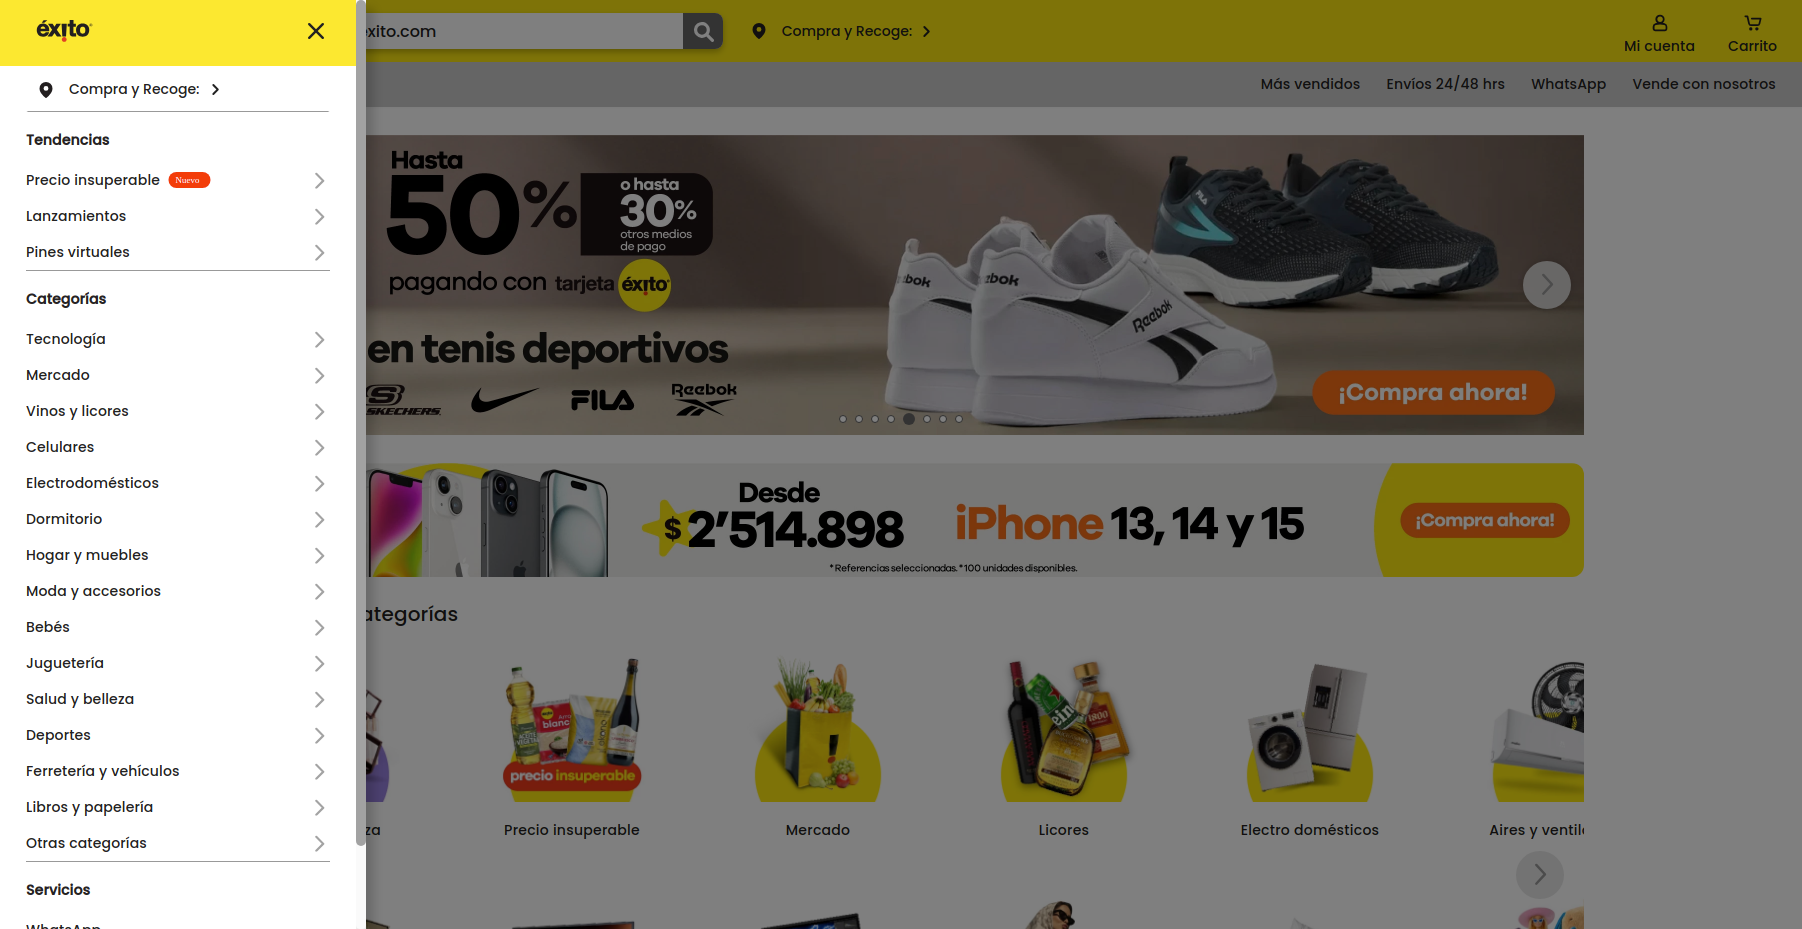 éxito
Compra y Recoge:
Tendencias
Precio insuperable Nuevo
Lanzamientos
Pines virtuales
Categorías
Tecnología
Mercado
Vinos y licores
Celulares
Electrodomésticos
Dormitorio
Hogar y muebles
Moda y accesorios
Bebés
Juguetería
Salud y belleza
Deportes
Ferretería y vehículos
Libros y papelería
Otras categorías
Servicios
WhatsApp
éxito.com
Compra y Recoge:
Mi cuenta
Carrito
Más vendidos
Envíos 24/48 hrs
WhatsApp
Vende con nosotros
Hasta
50%
o hasta
30%
otros medios
de pago
pagando con tarjeta éxito
en tenis deportivos
SKECHERS
FILA
Reebok
Reebok
¡Compra ahora!
Desde
$ 2'514.898
iPhone 13, 14 y 15
*Referencias seleccionadas. *100 unidades disponibles.
¡Compra ahora!
ategorías
precio insuperable
za
Precio insuperable
Mercado
Licores
Electro domésticos
Aires y ventil